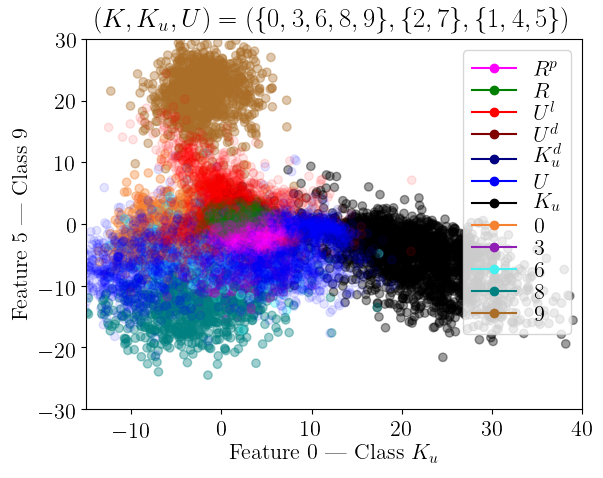 (K, K_u, U) = ({0, 3, 6, 8, 9}, {2, 7}, {1, 4, 5})
30
20
10
0
−10
−20
−30
Feature 5 — Class 9
R^p
R
U^l
U^d
K_u^d
U
K_u
0
3
6
8
9
−10
0
10
20
30
40
Feature 0 — Class K_u